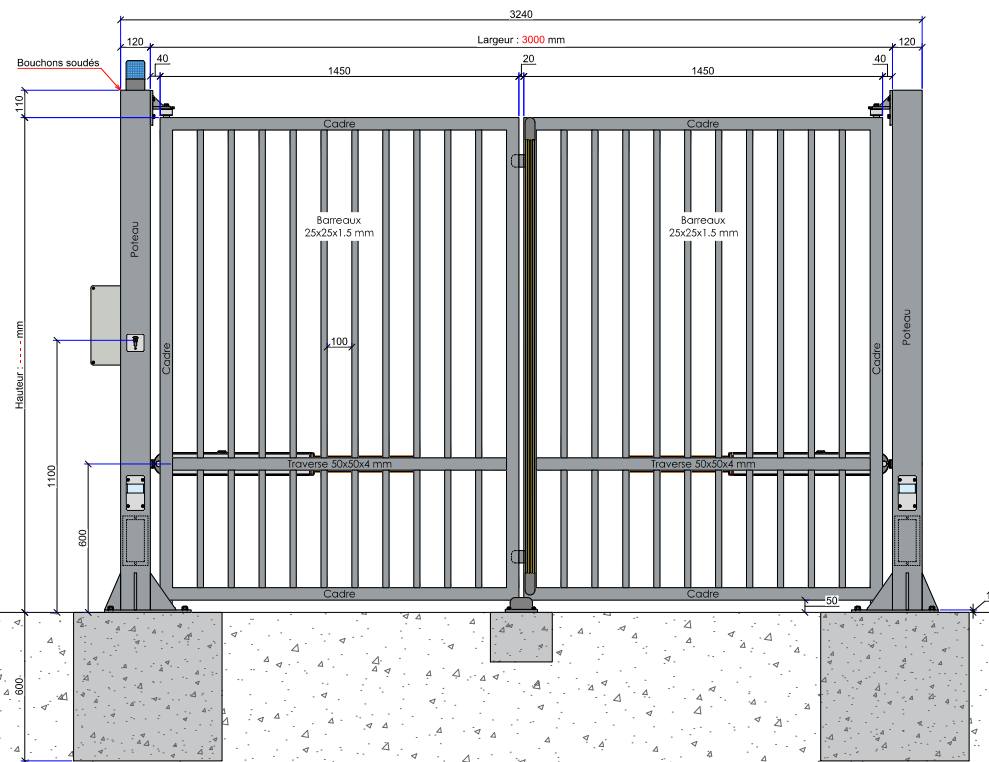 3240
120
Largeur : 3000 mm
120
Bouchons soudés
40
1450
20
1450
40
110
Cadre
Cadre
Barreaux
25x25x1.5 mm
Barreaux
25x25x1.5 mm
Poteau
Poteau
Hauteur : ---- mm
100
Cadre
Cadre
1100
Traverse 50x50x4 mm
Traverse 50x50x4 mm
600
Cadre
Cadre
50
600